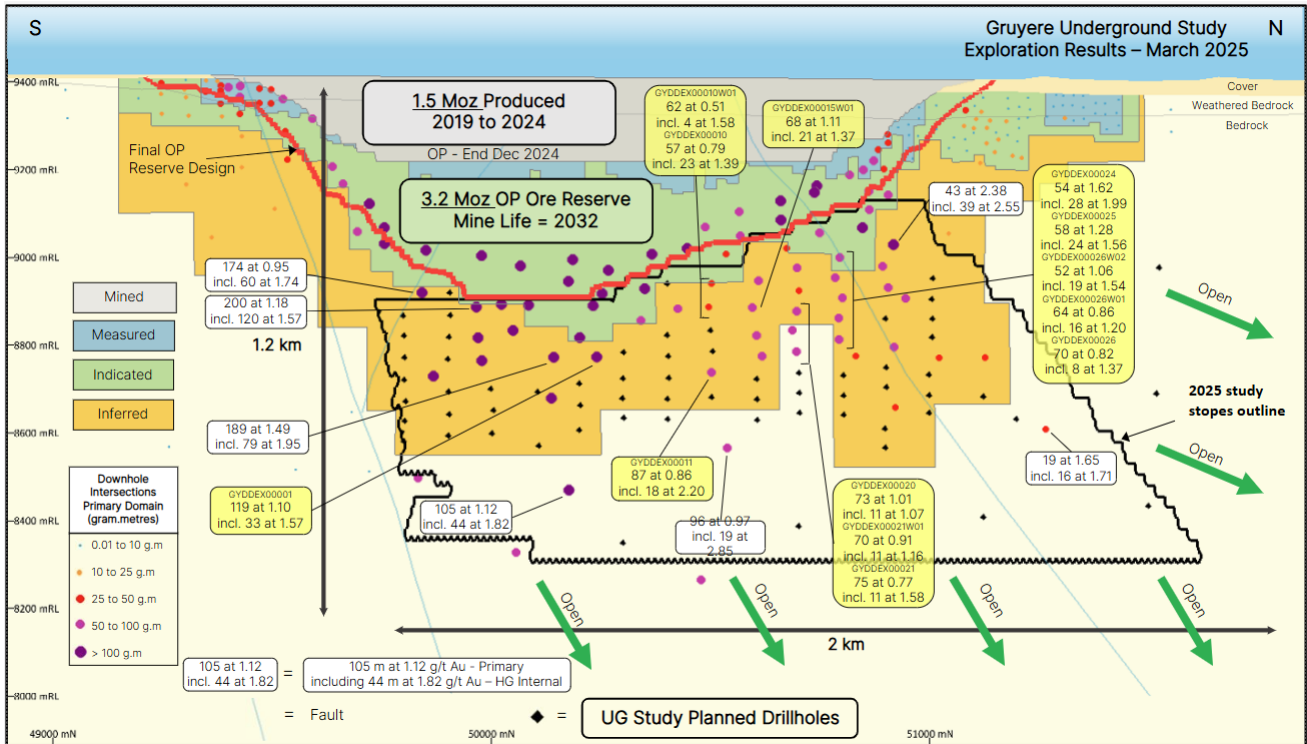 S
Gruyere Underground Study
Exploration Results – March 2025
N
9400 mRL
9200 mRL
9000 mRL
8800 mRL
8600 mRL
8400 mRL
8200 mRL
8000 mRL
Cover
Weathered Bedrock
Bedrock
1.5 Moz Produced
2019 to 2024
OP - End Dec 2024
Final OP
Reserve Design
3.2 Moz OP Ore Reserve
Mine Life = 2032
GYDDEX00010W01
62 at 0.51
incl. 4 at 1.58
GYDDEX00010
57 at 0.79
incl. 23 at 1.39
GYDDEX00015W01
68 at 1.11
incl. 21 at 1.37
43 at 2.38
incl. 39 at 2.55
GYDDEX00024
54 at 1.62
incl. 28 at 1.99
GYDDEX00025
58 at 1.28
incl. 24 at 1.56
GYDDEX00026W02
52 at 1.06
incl. 19 at 1.54
GYDDEX00026W01
64 at 0.86
incl. 16 at 1.20
GYDDEX00026
70 at 0.82
incl. 8 at 1.37
174 at 0.95
incl. 60 at 1.74
200 at 1.18
incl. 120 at 1.57
1.2 km
Mined
Measured
Indicated
Inferred
Open
2025 study
stopes outline
189 at 1.49
incl. 79 at 1.95
Open
GYDDEX00011
87 at 0.86
incl. 18 at 2.20
19 at 1.65
incl. 16 at 1.71
GYDDEX00001
119 at 1.10
incl. 33 at 1.57
105 at 1.12
incl. 44 at 1.82
96 at 0.97
incl. 19 at
2.85
GYDDEX00020
73 at 1.01
incl. 11 at 1.07
GYDDEX00021W01
70 at 0.91
incl. 11 at 1.16
GYDDEX00021
75 at 0.77
incl. 11 at 1.58
Downhole
Intersections
Primary Domain
(gram.metres)
0.01 to 10 g.m
10 to 25 g.m
25 to 50 g.m
50 to 100 g.m
> 100 g.m
Open
Open
Open
Open
2 km
105 at 1.12
incl. 44 at 1.82
=
105 m at 1.12 g/t Au - Primary
including 44 m at 1.82 g/t Au – HG Internal
= Fault
= UG Study Planned Drillholes
49000 mN
50000 mN
51000 mN